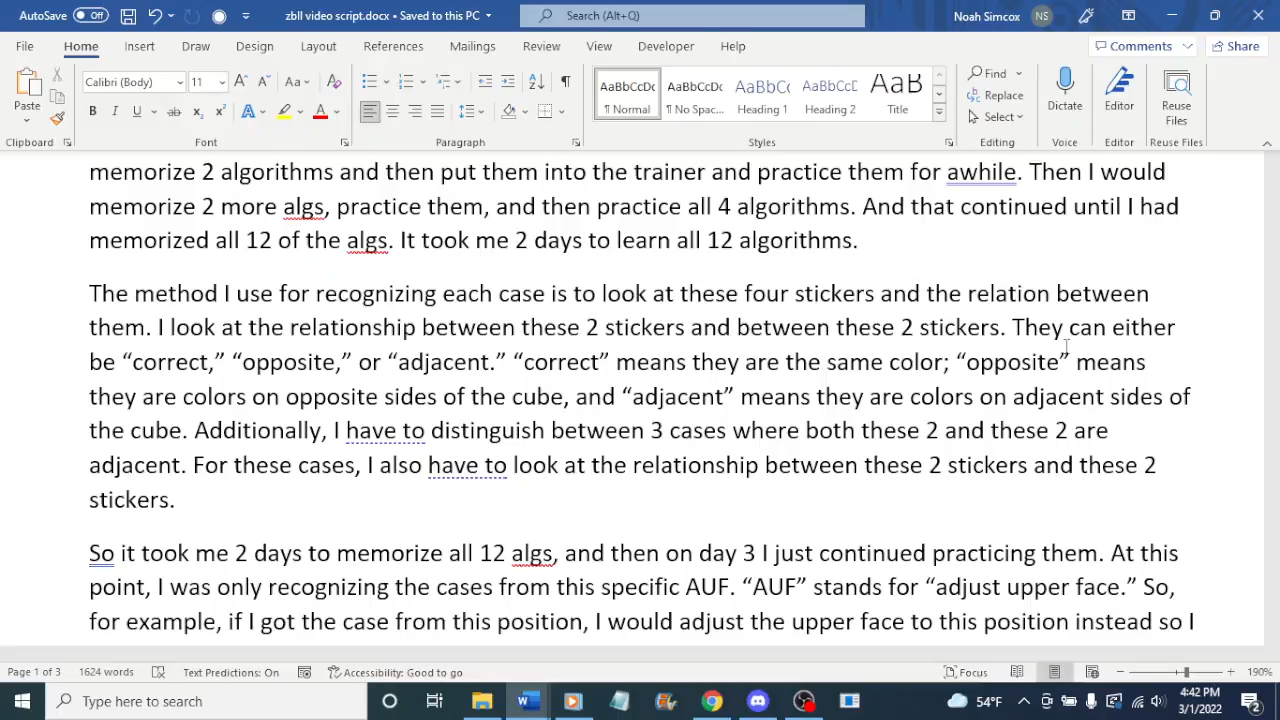 AutoSave Off zbll video script.docx • Saved to this PC Search (Alt+Q) Noah Simcox NS
File Home Insert Draw Design Layout References Mailings Review View Developer Help Comments Share
Paste Calibri (Body) 11 Aa AaBbCcDc AaBbCcDc AaBbC AaBbCcD AaB Find Replace Select Dictate Editor Reuse Files
B I U ab x₂ x² A A ¶ Normal ¶ No Spac... Heading 1 Heading 2 Title
Clipboard Font Paragraph Styles Editing Voice Editor Reuse Files
memorize 2 algorithms and then put them into the trainer and practice them for awhile. Then I would
memorize 2 more algs, practice them, and then practice all 4 algorithms. And that continued until I had
memorized all 12 of the algs. It took me 2 days to learn all 12 algorithms.
The method I use for recognizing each case is to look at these four stickers and the relation between
them. I look at the relationship between these 2 stickers and between these 2 stickers. They can either
be “correct,” “opposite,” or “adjacent.” “correct” means they are the same color; “opposite” means
they are colors on opposite sides of the cube, and “adjacent” means they are colors on adjacent sides of
the cube. Additionally, I have to distinguish between 3 cases where both these 2 and these 2 are
adjacent. For these cases, I also have to look at the relationship between these 2 stickers and these 2
stickers.
So it took me 2 days to memorize all 12 algs, and then on day 3 I just continued practicing them. At this
point, I was only recognizing the cases from this specific AUF. “AUF” stands for “adjust upper face.” So,
for example, if I got the case from this position, I would adjust the upper face to this position instead so I
Page 1 of 3 1624 words Text Predictions: On Accessibility: Good to go Focus 190%
Type here to search 54°F 4:42 PM
3/1/2022 2